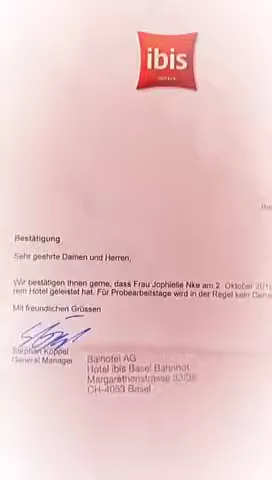 ibis
HOTELS
Bestätigung
Sehr geehrte Damen und Herren,
Wir bestätigen Ihnen gerne, dass Frau Jophielle Nke am 2. Oktober 201
rem Hotel geleistet hat. Für Probearbeitstage wird in der Regel kein
Mit freundlichen Grüssen
Stephan Köppel
General Manager
Balhotel AG
Hotel ibis Basel Bahnhof
Margarethenstrasse 33/35
CH-4053 Basel